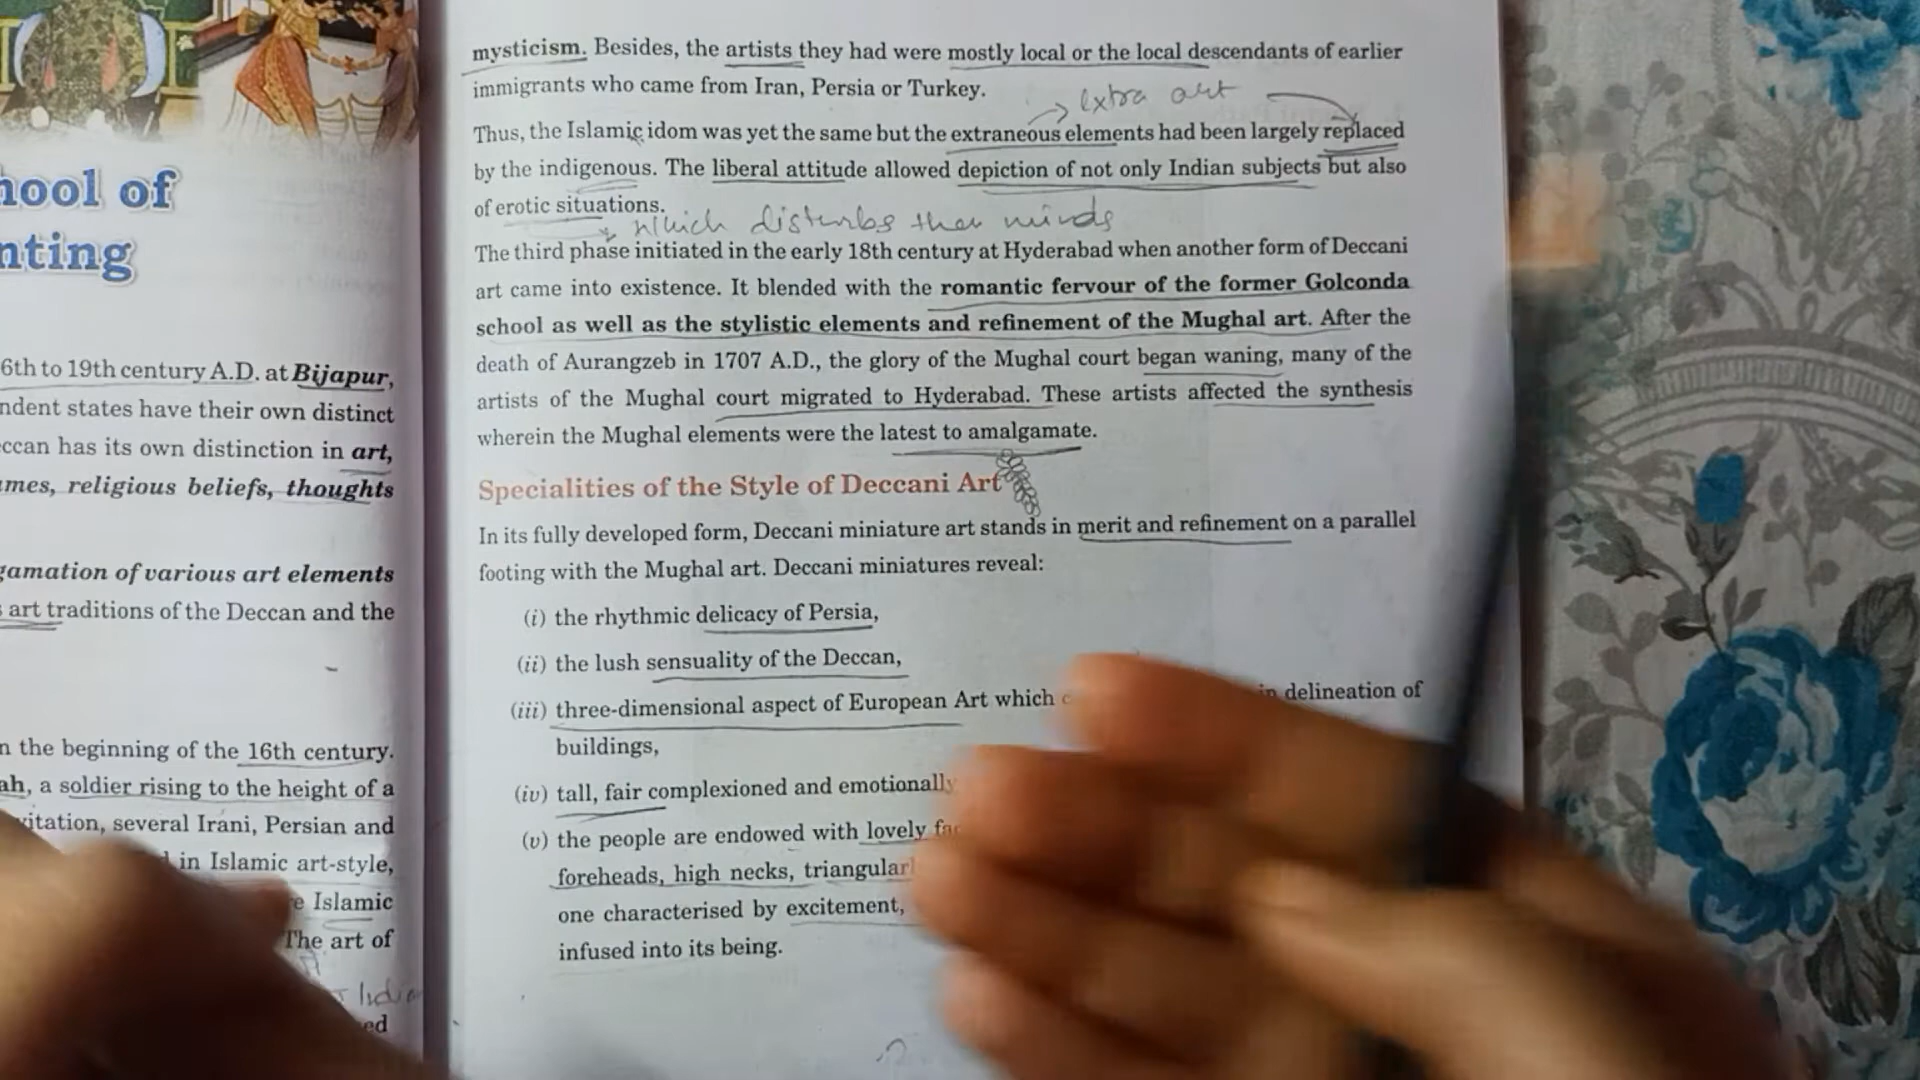 hool of
nting
6th to 19th century A.D. at Bijapur,
ndent states have their own distinct
ccan has its own distinction in art,
mes, religious beliefs, thoughts
gamation of various art elements
art traditions of the Deccan and the
n the beginning of the 16th century.
ah, a soldier rising to the height of a
vitation, several Irani, Persian and
in Islamic art-style,
e Islamic
The art of
India
ed
mysticism. Besides, the artists they had were mostly local or the local descendants of earlier
immigrants who came from Iran, Persia or Turkey.
extra art
Thus, the Islamic idom was yet the same but the extraneous elements had been largely replaced
by the indigenous. The liberal attitude allowed depiction of not only Indian subjects but also
of erotic situations.
which disturbs their minds
The third phase initiated in the early 18th century at Hyderabad when another form of Deccani
art came into existence. It blended with the romantic fervour of the former Golconda
school as well as the stylistic elements and refinement of the Mughal art. After the
death of Aurangzeb in 1707 A.D., the glory of the Mughal court began waning, many of the
artists of the Mughal court migrated to Hyderabad. These artists affected the synthesis
wherein the Mughal elements were the latest to amalgamate.
Specialities of the Style of Deccani Art
In its fully developed form, Deccani miniature art stands in merit and refinement on a parallel
footing with the Mughal art. Deccani miniatures reveal:
(i) the rhythmic delicacy of Persia,
(ii) the lush sensuality of the Deccan,
(iii) three-dimensional aspect of European Art which in delineation of
buildings,
(iv) tall, fair complexioned and emotionally
(v) the people are endowed with lovely
foreheads, high necks, triangular
one characterised by excitement,
infused into its being.